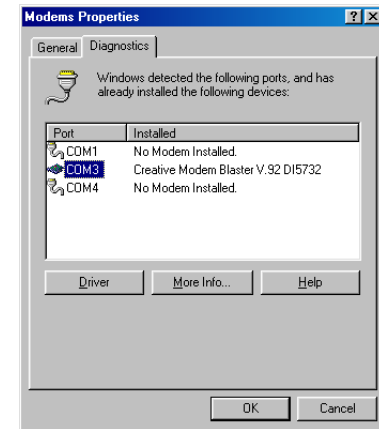 Modems Properties
General Diagnostics
Windows detected the following ports, and has
already installed the following devices:
Port Installed
COM1 No Modem Installed.
COM3 Creative Modem Blaster V.92 DI5732
COM4 No Modem Installed.
Driver More Info... Help
OK Cancel